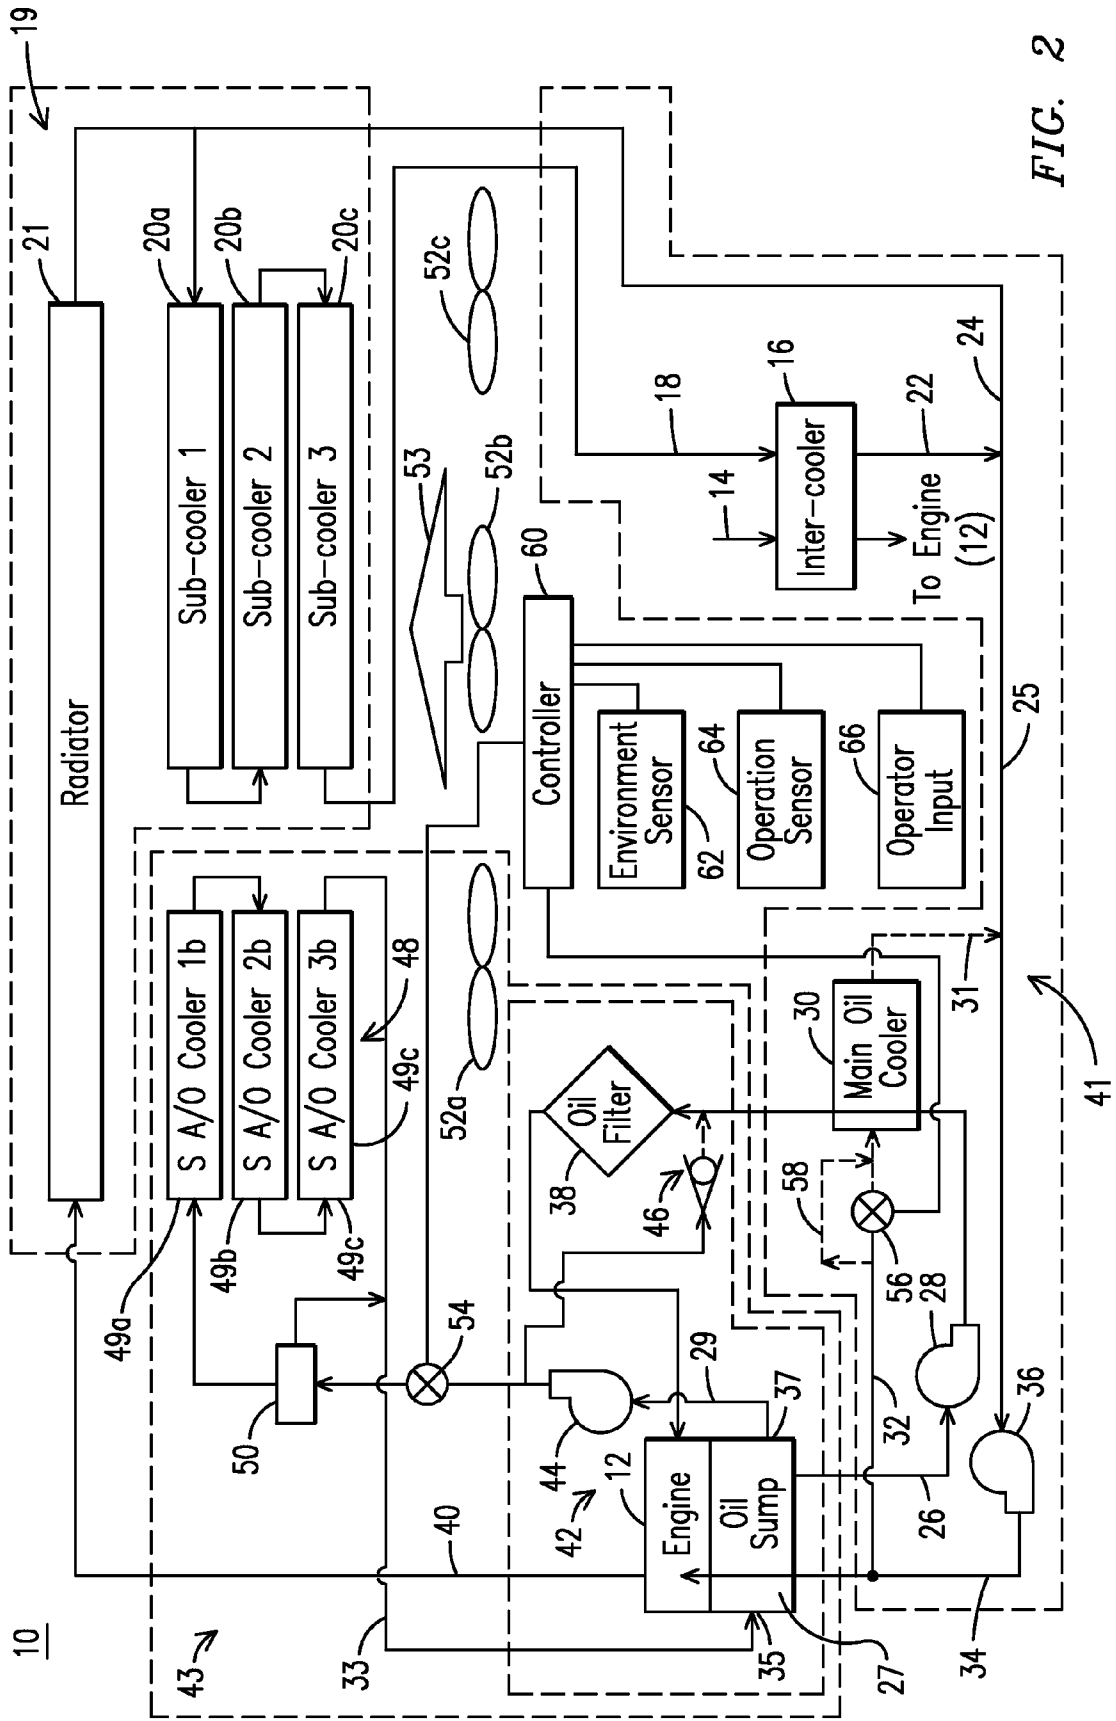 10
43
33
40
50
49a
49b
49c
S A/O Cooler 1b
S A/O Cooler 2b
S A/O Cooler 3b
48
49c
Radiator
21
19
Sub-cooler 1
Sub-cooler 2
Sub-cooler 3
20a
20b
20c
54
52a
53
52b
52c
42
44
12
Engine
Oil
Sump
35
27
37
29
38
Oil
Filter
46
60
Controller
Environment
Sensor
62
Operation
Sensor
64
Operator
Input
66
14
18
16
Inter-cooler
22
To Engine
(12)
24
25
30
Main Oil
Cooler
31
58
56
28
32
26
36
34
41
FIG. 2